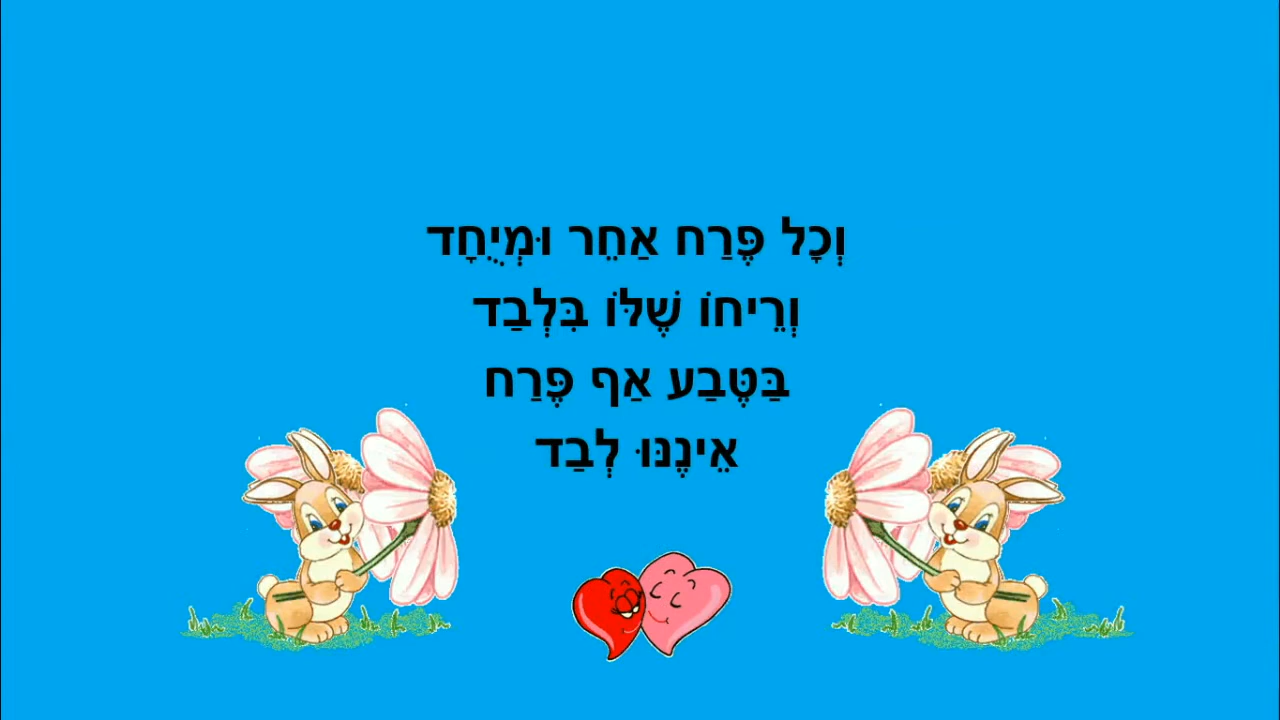 וְכָל פֶּרַח אַחֵר וּמְיֻחָד
וְרֵיחוֹ שֶׁלּוֹ בִּלְבַד
בַּטֶּבַע אַף פֶּרַח
אֵינֶנּוּ לְבַד